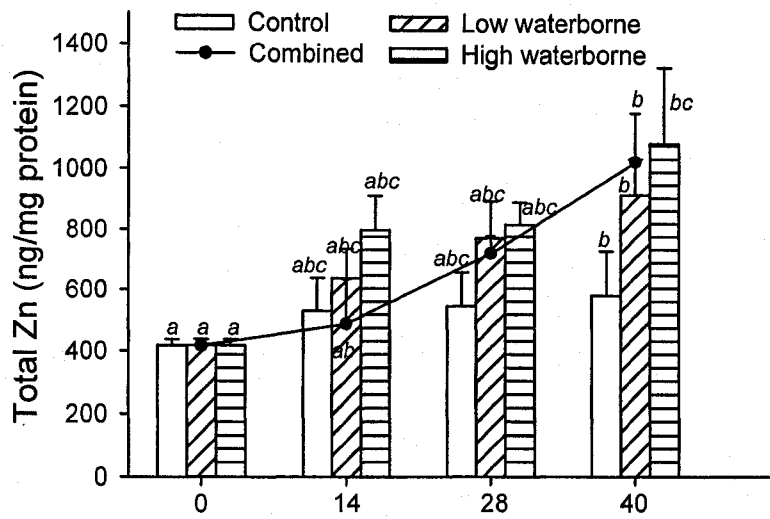 Control Low waterborne
Combined High waterborne
Total Zn (ng/mg protein)
1400
1200
1000
800
600
400
200
0
a a a
abc abc abc
ab
abc abc abc
b b b bc
0 14 28 40